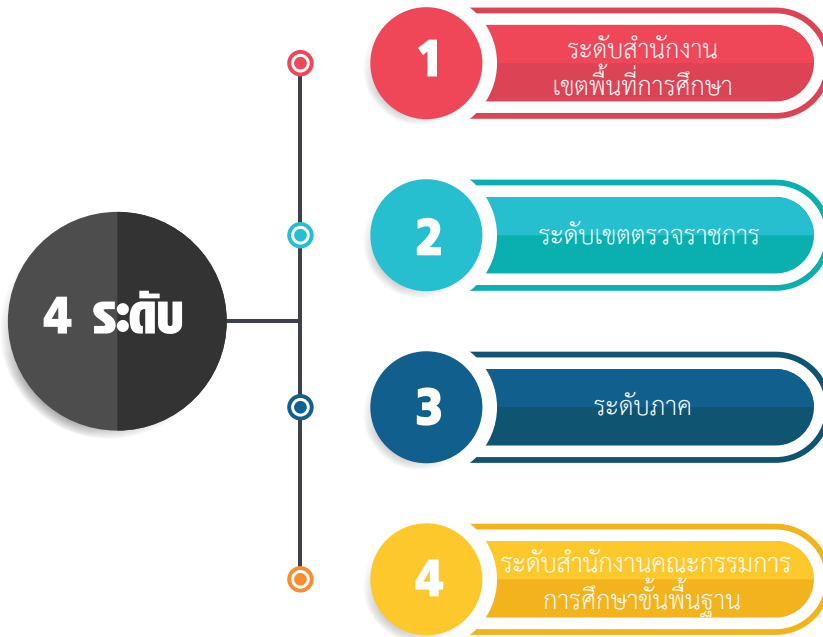 4 ระดับ
1
ระดับสำนักงาน
เขตพื้นที่การศึกษา
2
ระดับเขตตรวจราชการ
3
ระดับภาค
4
ระดับสำนักงานคณะกรรมการ
การศึกษาขั้นพื้นฐาน